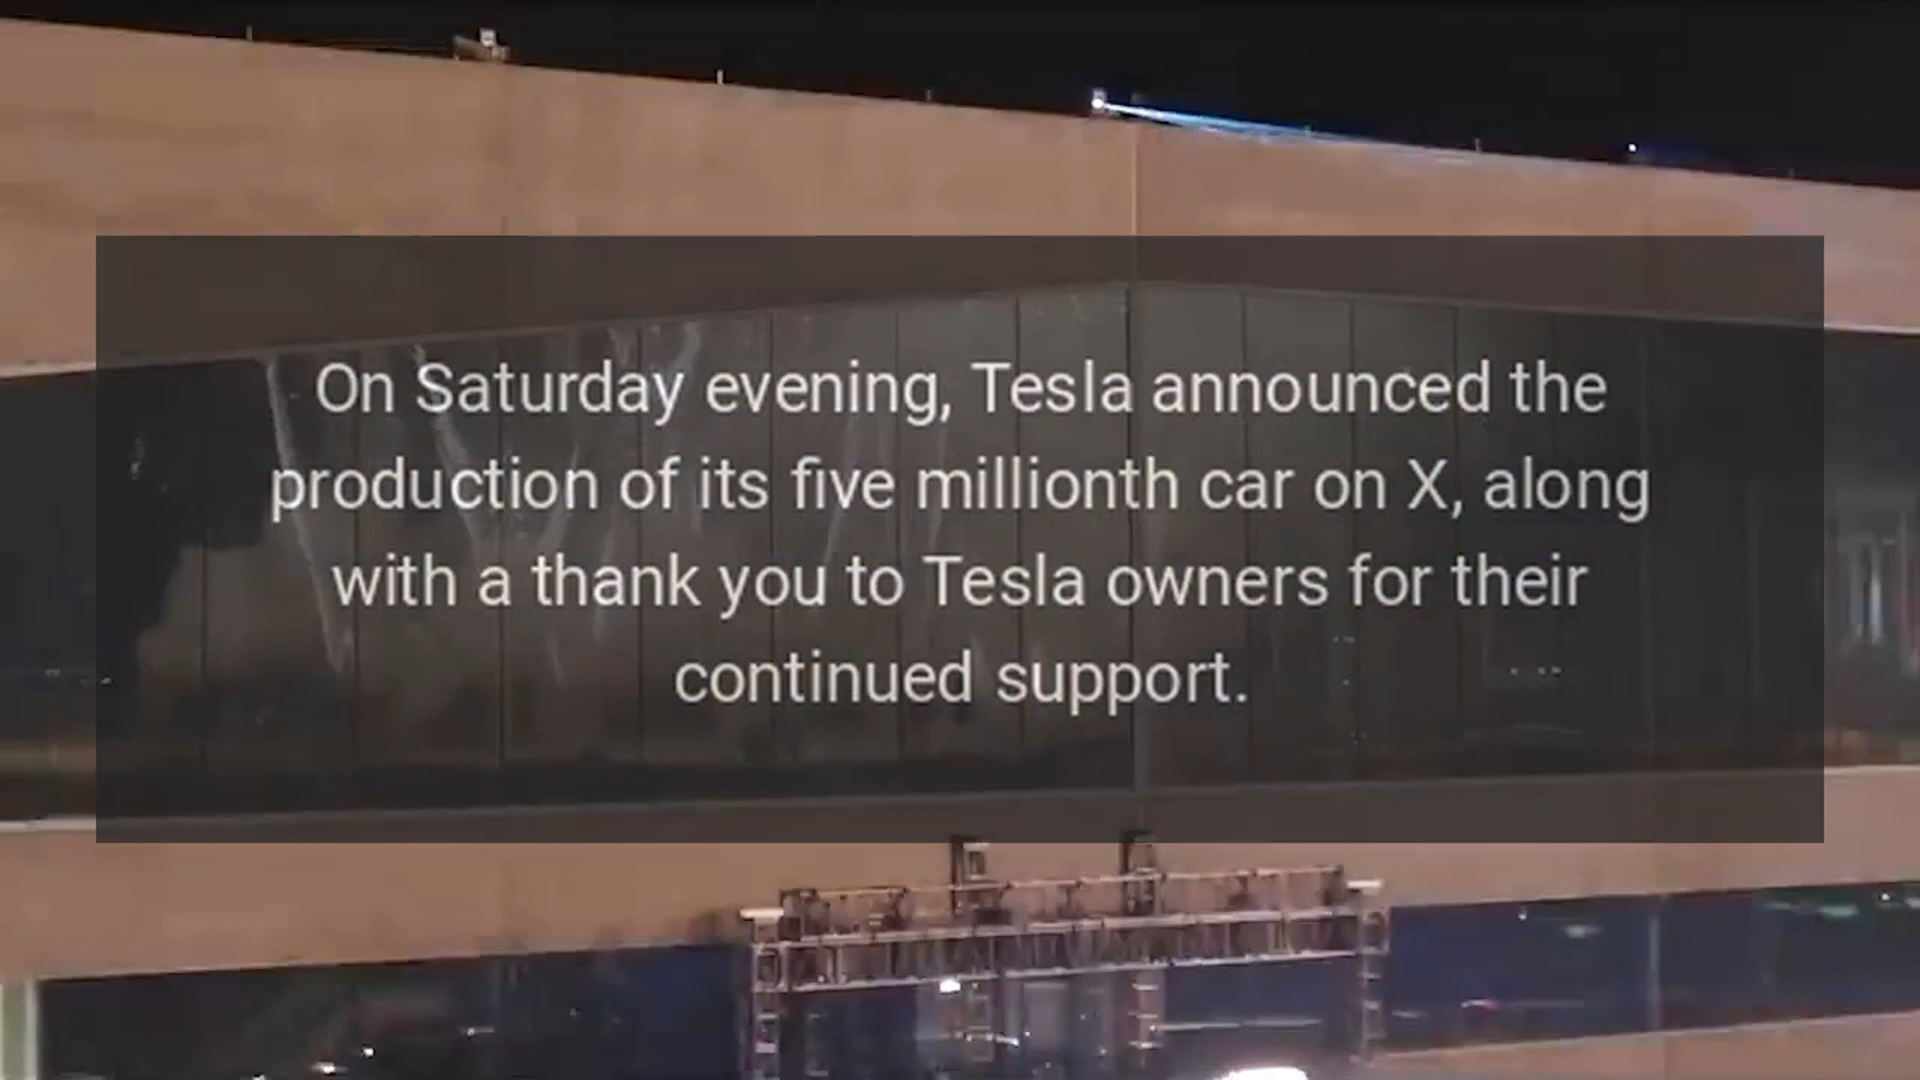 On Saturday evening, Tesla announced the
production of its five millionth car on X, along
with a thank you to Tesla owners for their
continued support.